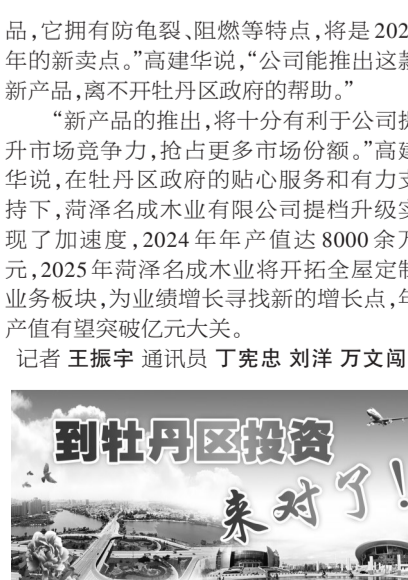 品，它拥有防龟裂、阻燃等特点，将是202
年的新卖点。”高建华说，“公司能推出这款
新产品，离不开牡丹区政府的帮助。”
“新产品的推出，将十分有利于公司提
升市场竞争力，抢占更多市场份额。”高建
华说，在牡丹区政府的贴心服务和有力支
持下，菏泽名成木业有限公司提档升级实
现了加速度，2024年年产值达8000余万
元，2025年菏泽名成木业将开拓全屋定制
业务板块，为业绩增长寻找新的增长点，年
产值有望突破亿元大关。
记者 王振宇 通讯员 丁宪忠 刘洋 万文闯
到牡丹区投资
来对了！